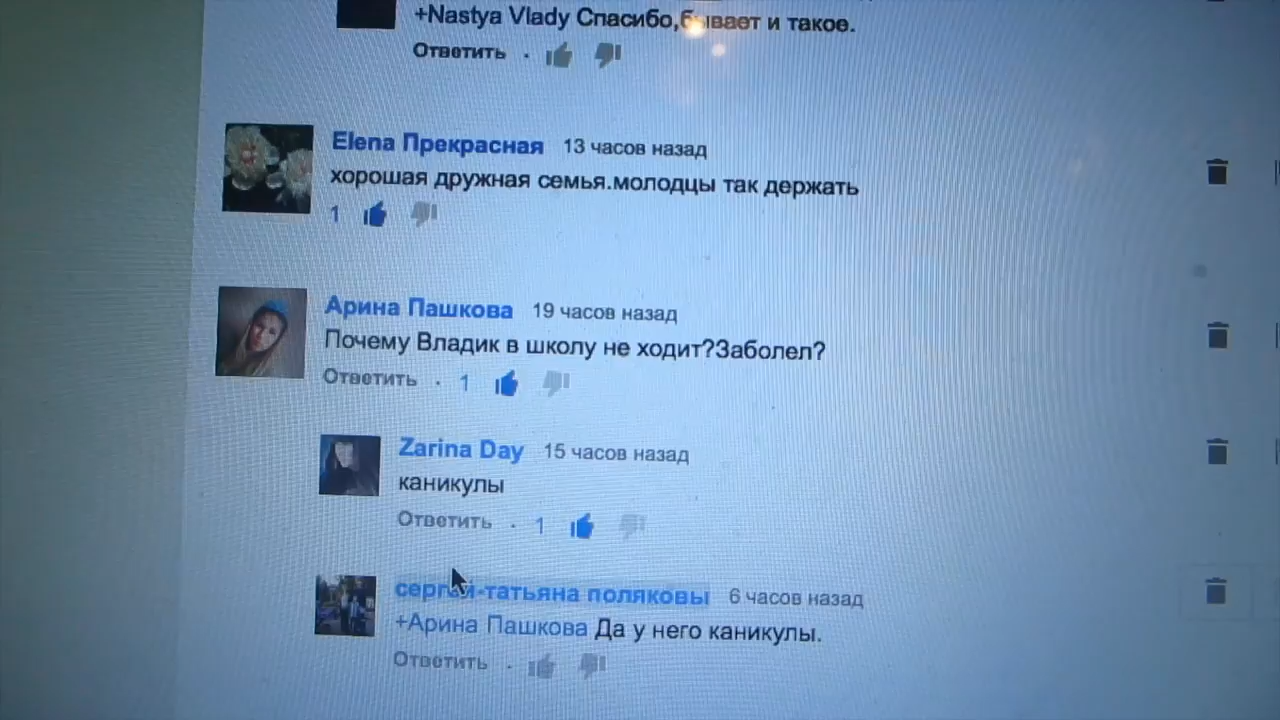 +Nastya Vlady Спасибо,бывает и такое.
Ответить
Elena Прекрасная 13 часов назад
хорошая дружная семья.молодцы так держать
1
Арина Пашкова 19 часов назад
Почему Владик в школу не ходит?Заболел?
Ответить · 1
Zarina Day 15 часов назад
каникулы
Ответить · 1
сергей-татьяна поляковы 6 часов назад
+Арина Пашкова Да у него каникулы.
Ответить